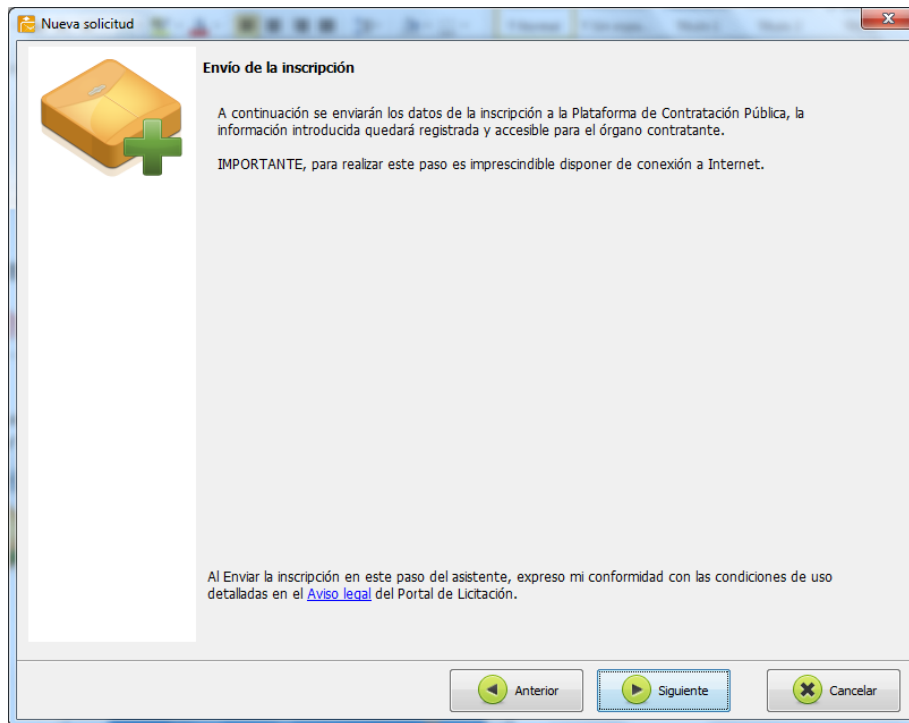 Nueva solicitud
Envío de la inscripción
A continuación se enviarán los datos de la inscripción a la Plataforma de Contratación Pública, la
información introducida quedará registrada y accesible para el órgano contratante.
IMPORTANTE, para realizar este paso es imprescindible disponer de conexión a Internet.
Al Enviar la inscripción en este paso del asistente, expreso mi conformidad con las condiciones de uso
detalladas en el Aviso legal del Portal de Licitación.
Anterior
Siguiente
Cancelar